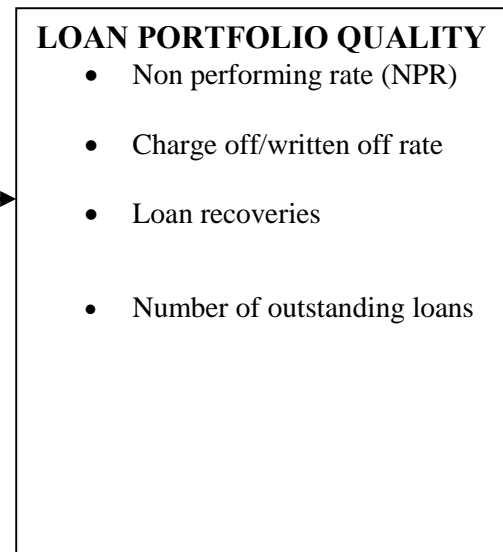 LOAN PORTFOLIO QUALITY
• Non performing rate (NPR)
• Charge off/written off rate
• Loan recoveries
• Number of outstanding loans